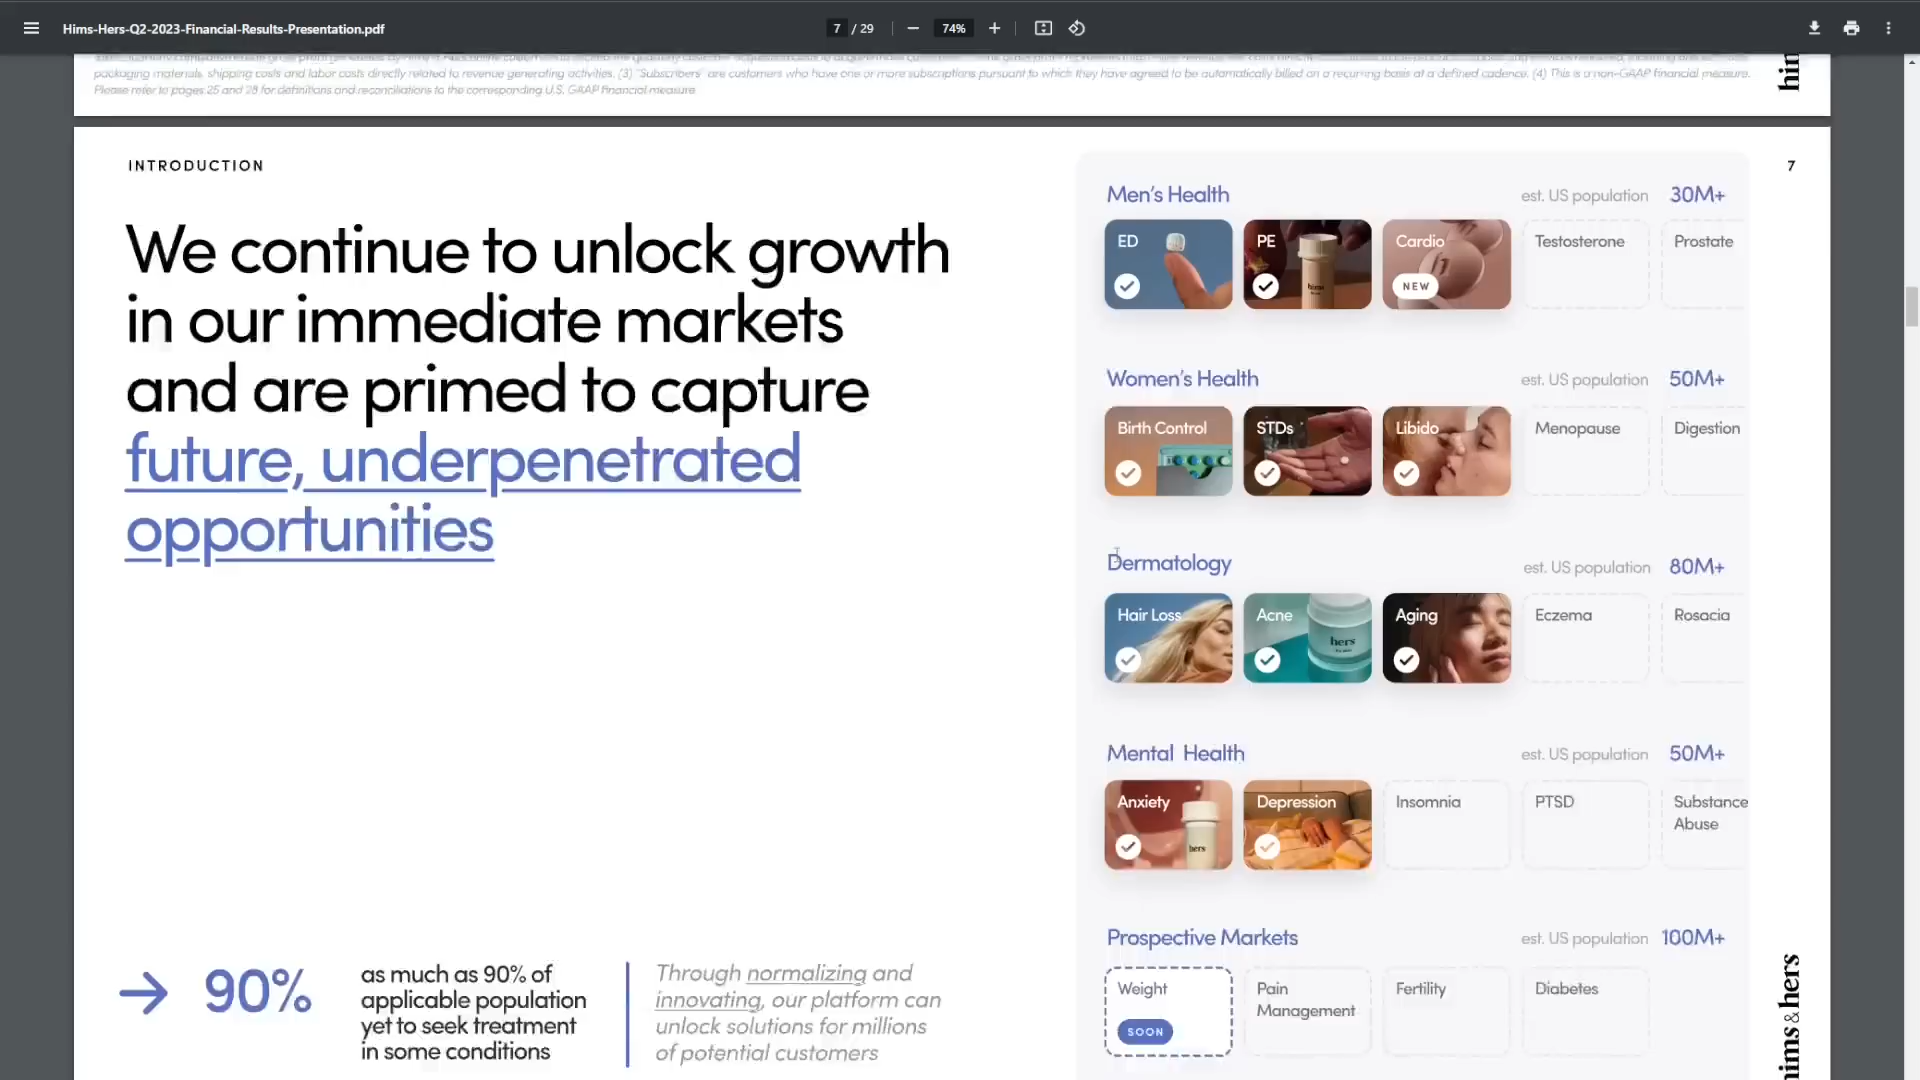 Hims-Hers-Q2-2023-Financial-Results-Presentation.pdf
7 / 29
74%
packaging materials, shipping costs and labor costs directly related to revenue generating activities. (3) "Subscribers" are customers who have one or more subscriptions pursuant to which they have agreed to be automatically billed on a recurring basis at a defined cadence. (4) This is a non-GAAP financial measure.
Please refer to pages 25 and 28 for definitions and reconciliations to the corresponding U.S. GAAP financial measure.
INTRODUCTION
7
We continue to unlock growth
in our immediate markets
and are primed to capture
future, underpenetrated
opportunities
90%
as much as 90% of
applicable population
yet to seek treatment
in some conditions
Through normalizing and
innovating, our platform can
unlock solutions for millions
of potential customers
Men's Health
est. US population 30M+
ED
PE
hims
Cardio
NEW
Testosterone
Prostate
Women's Health
est. US population 50M+
Birth Control
STDs
Libido
Menopause
Digestion
Dermatology
est. US population 80M+
Hair Loss
Acne
hers
Aging
Eczema
Rosacia
Mental Health
est. US population 50M+
Anxiety
hers
Depression
Insomnia
PTSD
Substance
Abuse
Prospective Markets
est. US population 100M+
Weight
SOON
Pain
Management
Fertility
Diabetes
hims & hers